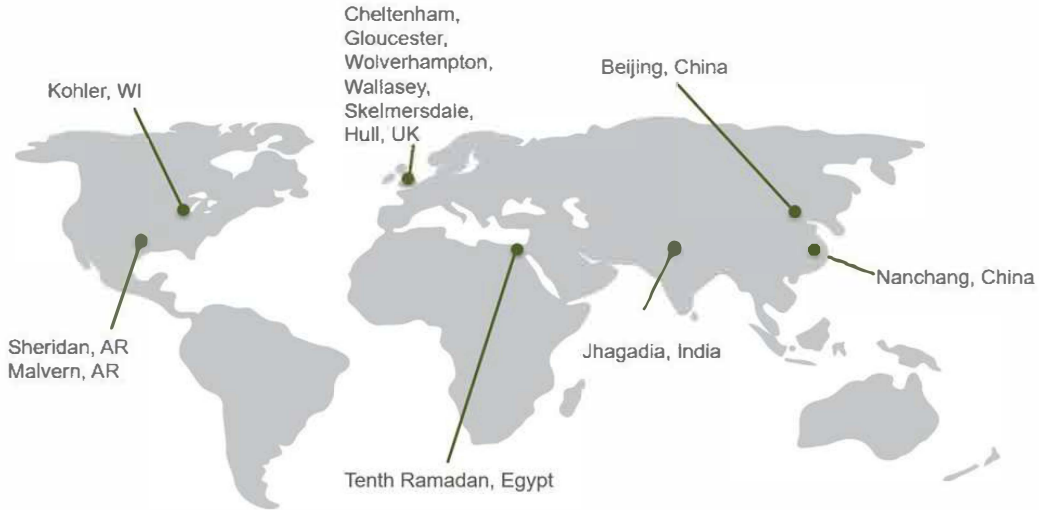 Cheltenham,
Gloucester,
Wolverhampton,
Wallasey,
Skelmersdale,
Hull, UK
Beijing, China
Kohler, WI
Nanchang, China
Sheridan, AR
Malvern, AR
Jhagadia, India
Tenth Ramadan, Egypt